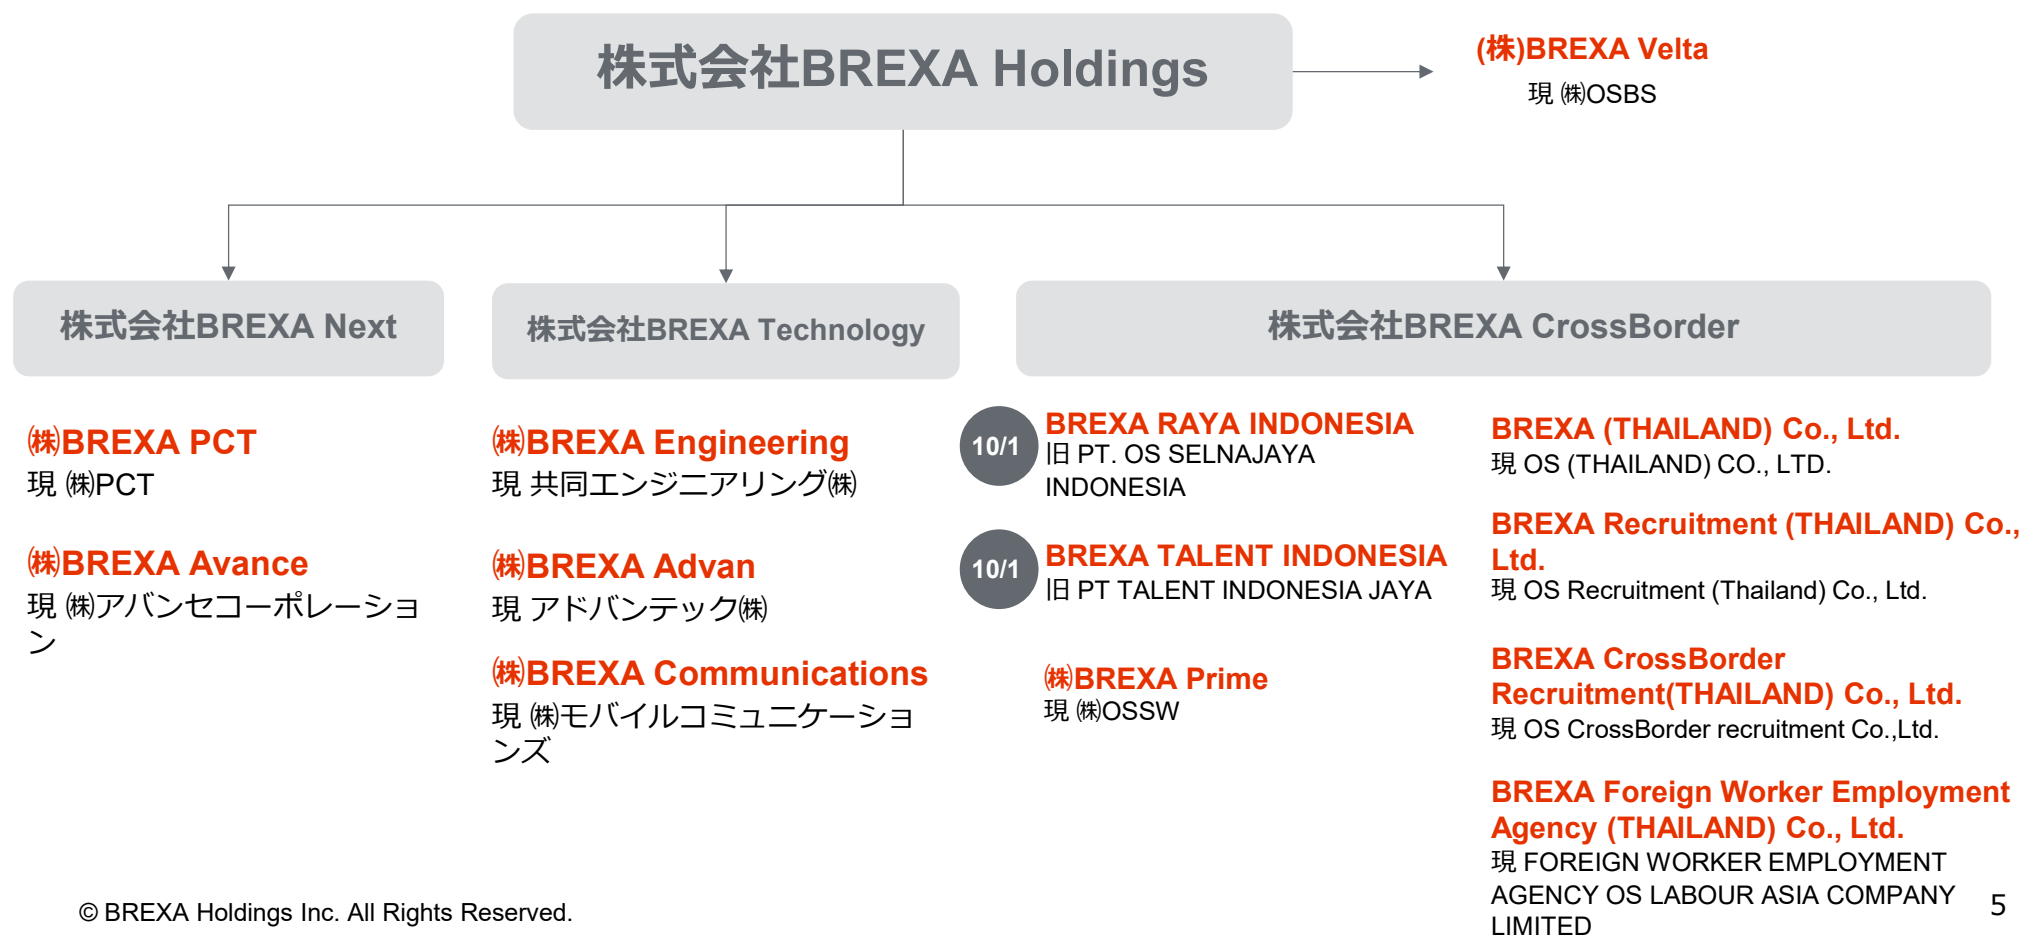 株式会社BREXA Holdings
(株)BREXA Velta
現 ㈱OSBS
株式会社BREXA Next
株式会社BREXA Technology
株式会社BREXA CrossBorder
㈱BREXA PCT
現 ㈱PCT
㈱BREXA Avance
現 ㈱アバンセコーポレーショ
ン
㈱BREXA Engineering
現 共同エンジニアリング㈱
㈱BREXA Advan
現 アドバンテック㈱
㈱BREXA Communications
現 ㈱モバイルコミュニケーショ
ンズ
10/1
BREXA RAYA INDONESIA
旧 PT. OS SELNAJAYA
INDONESIA
10/1
BREXA TALENT INDONESIA
旧 PT TALENT INDONESIA JAYA
㈱BREXA Prime
現 ㈱OSSW
BREXA (THAILAND) Co., Ltd.
現 OS (THAILAND) CO., LTD.
BREXA Recruitment (THAILAND) Co.,
Ltd.
現 OS Recruitment (Thailand) Co., Ltd.
BREXA CrossBorder
Recruitment(THAILAND) Co., Ltd.
現 OS CrossBorder recruitment Co.,Ltd.
BREXA Foreign Worker Employment
Agency (THAILAND) Co., Ltd.
現 FOREIGN WORKER EMPLOYMENT
AGENCY OS LABOUR ASIA COMPANY
LIMITED
© BREXA Holdings Inc. All Rights Reserved.
5